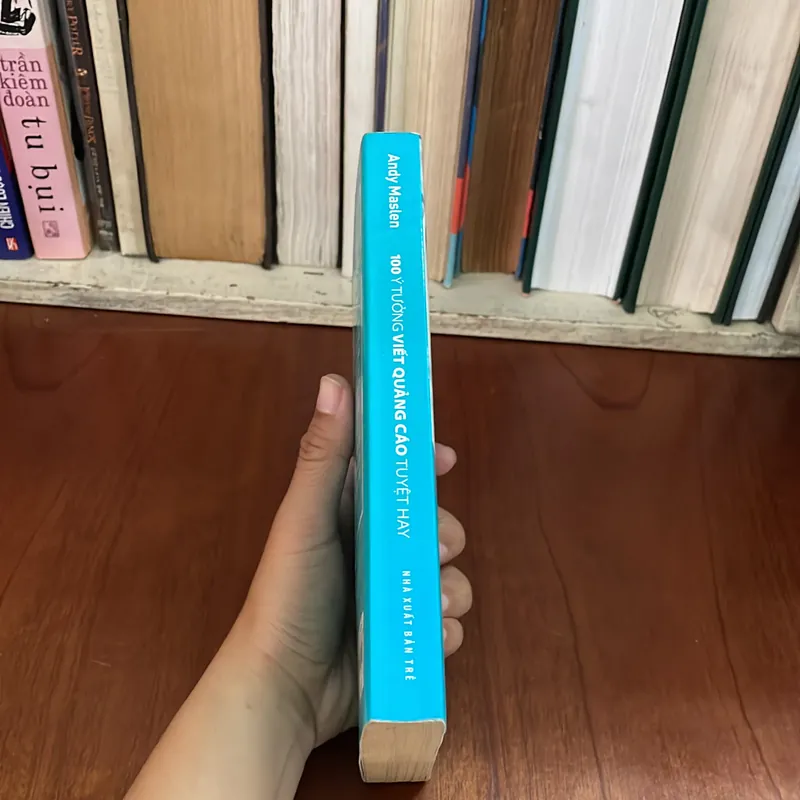 Andy Maslen
100 Ý TƯỞNG VIẾT QUẢNG CÁO TUYỆT HAY
NHÀ XUẤT BẢN TRẺ
trần
kiêm
đoàn
tu bụi